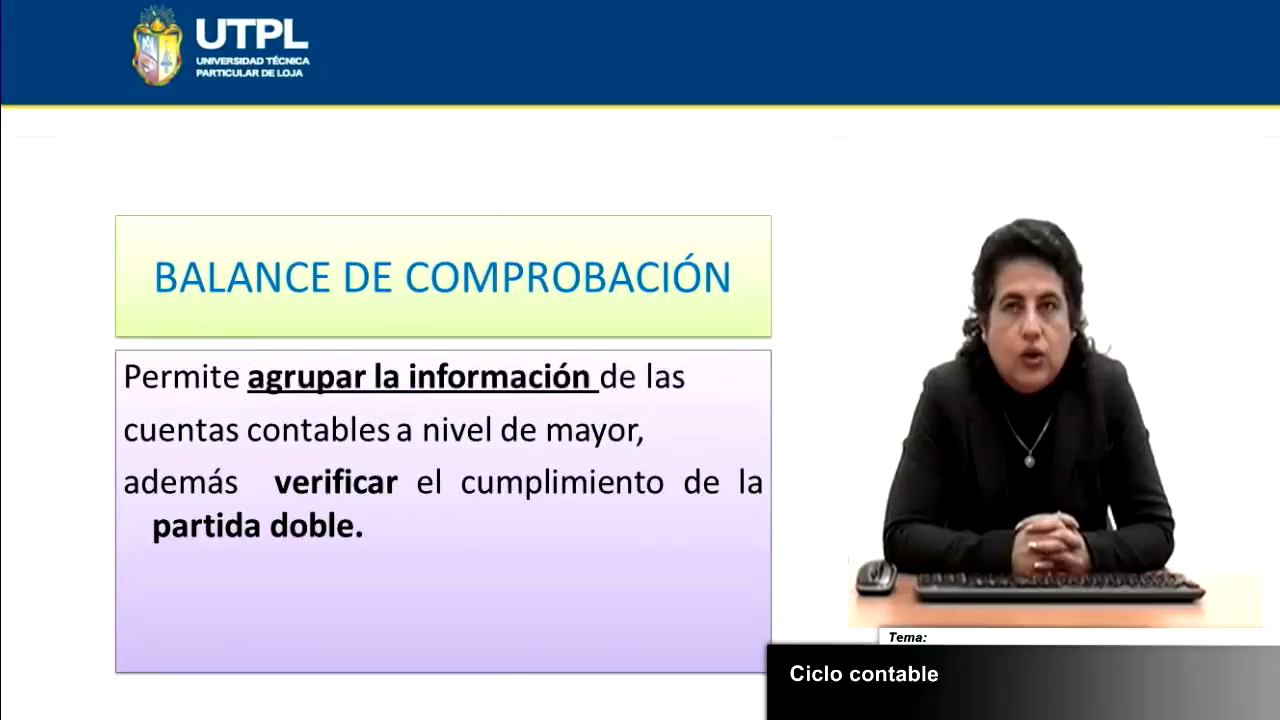 UTPL
UNIVERSIDAD TÉCNICA
PARTICULAR DE LOJA
BALANCE DE COMPROBACIÓN
Permite agrupar la información de las
cuentas contables a nivel de mayor,
además verificar el cumplimiento de la
partida doble.
Tema:
Ciclo contable